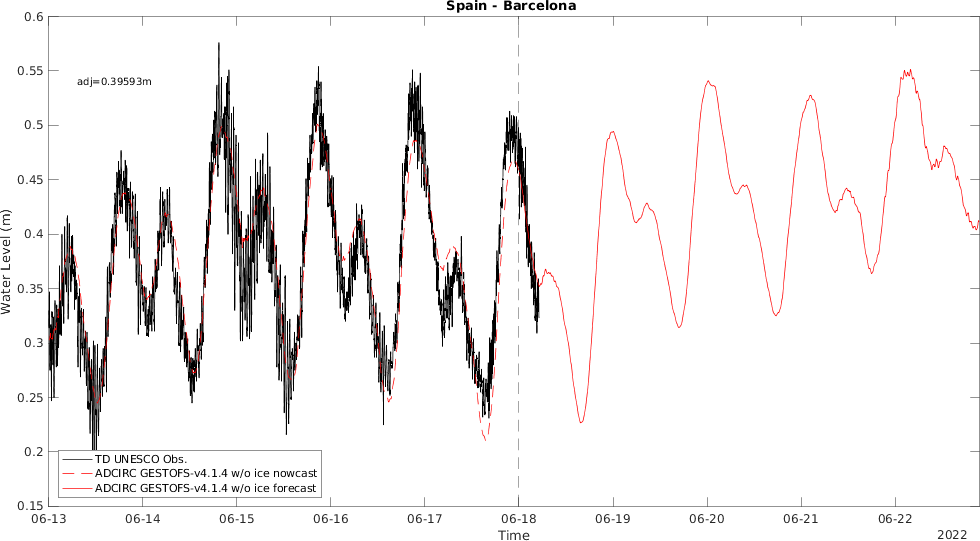 Spain - Barcelona
0.6
0.55
0.5
0.45
0.4
0.35
0.3
0.25
0.2
0.15
Water Level (m)
adj=0.39593m
TD UNESCO Obs.
ADCIRC GESTOFS-v4.1.4 w/o ice nowcast
ADCIRC GESTOFS-v4.1.4 w/o ice forecast
06-13 06-14 06-15 06-16 06-17 06-18 06-19 06-20 06-21 06-22
Time
2022